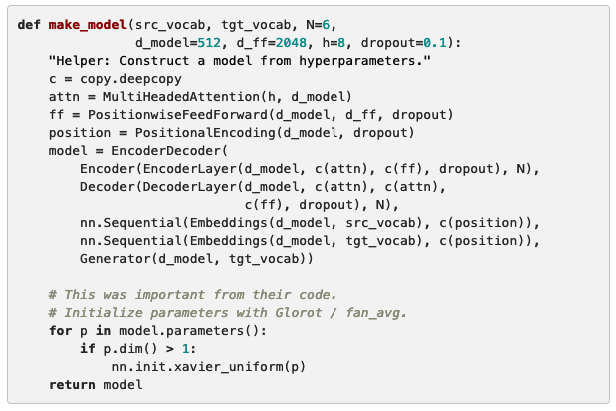 def make_model(src_vocab, tgt_vocab, N=6,
               d_model=512, d_ff=2048, h=8, dropout=0.1):
    "Helper: Construct a model from hyperparameters."
    c = copy.deepcopy
    attn = MultiHeadedAttention(h, d_model)
    ff = PositionwiseFeedForward(d_model, d_ff, dropout)
    position = PositionalEncoding(d_model, dropout)
    model = EncoderDecoder(
        Encoder(EncoderLayer(d_model, c(attn), c(ff), dropout), N),
        Decoder(DecoderLayer(d_model, c(attn), c(attn),
                             c(ff), dropout), N),
        nn.Sequential(Embeddings(d_model, src_vocab), c(position)),
        nn.Sequential(Embeddings(d_model, tgt_vocab), c(position)),
        Generator(d_model, tgt_vocab))

    # This was important from their code.
    # Initialize parameters with Glorot / fan_avg.
    for p in model.parameters():
        if p.dim() > 1:
            nn.init.xavier_uniform(p)
    return model